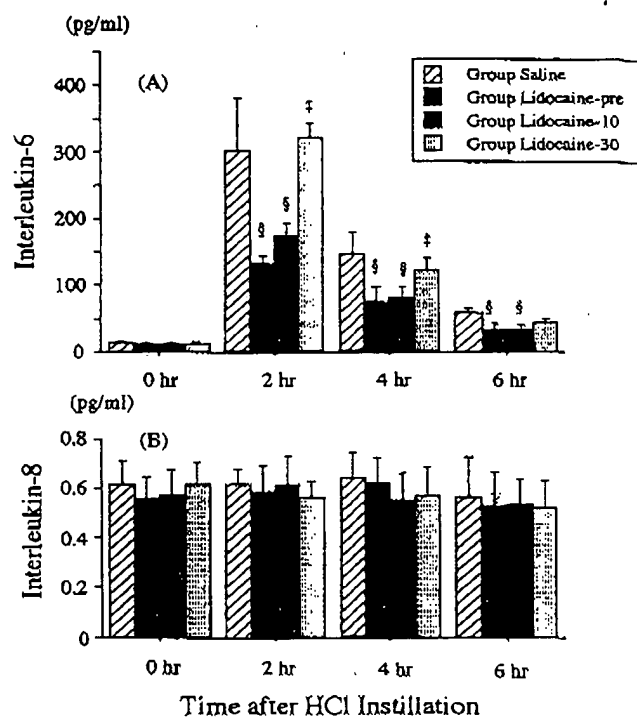 (pg/ml)
(A)
Interleukin-6
400
300
200
100
0
‡
§
§
§
§
‡
§
§
Group Saline
Group Lidocaine-pre
Group Lidocaine-10
Group Lidocaine-30
0 hr
2 hr
4 hr
6 hr
(pg/ml)
(B)
Interleukin-8
0.8
0.6
0.4
0.2
0
0 hr
2 hr
4 hr
6 hr
Time after HCl Instillation